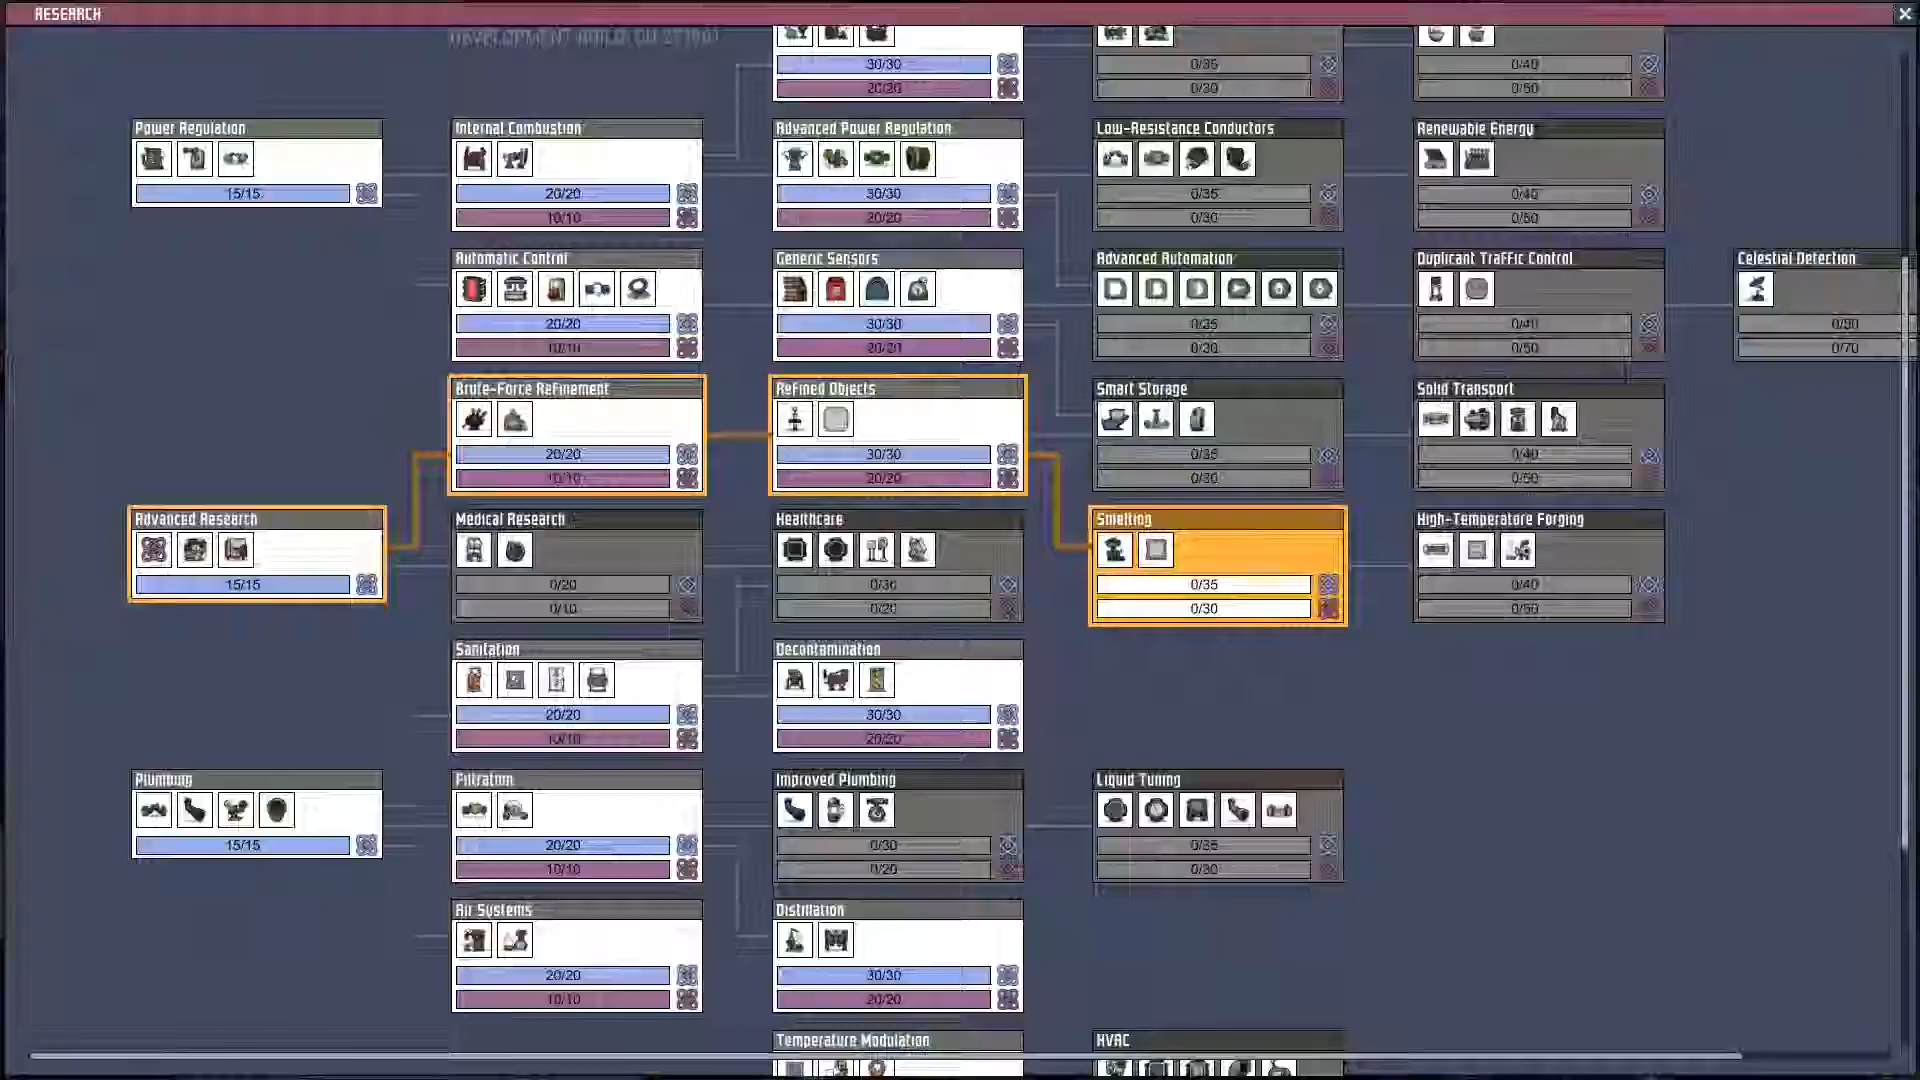 RESEARCH
30/30
20/20
0/35
0/30
0/40
0/50
Power Regulation
15/15
Internal Combustion
20/20
10/10
Advanced Power Regulation
30/30
20/20
Low-Resistance Conductors
0/35
0/30
Renewable Energy
0/40
0/50
Automatic Control
20/20
10/10
Generic Sensors
30/30
20/20
Advanced Automation
0/35
0/30
Duplicant Traffic Control
0/40
0/50
Celestial Detection
0/70
Brute-Force Refinement
20/20
10/10
Refined Objects
30/30
20/20
Smart Storage
0/35
0/30
Solid Transport
0/40
0/50
Advanced Research
15/15
Medical Research
0/20
0/10
Healthcare
0/30
0/20
Smelting
0/35
0/30
High-Temperature Forging
0/40
0/50
Sanitation
20/20
10/10
Decontamination
30/30
20/20
Plumbing
15/15
Filtration
20/20
10/10
Improved Plumbing
0/30
0/20
Liquid Tuning
0/35
0/30
Air Systems
20/20
10/10
Distillation
30/30
20/20
Temperature Modulation
HVAC